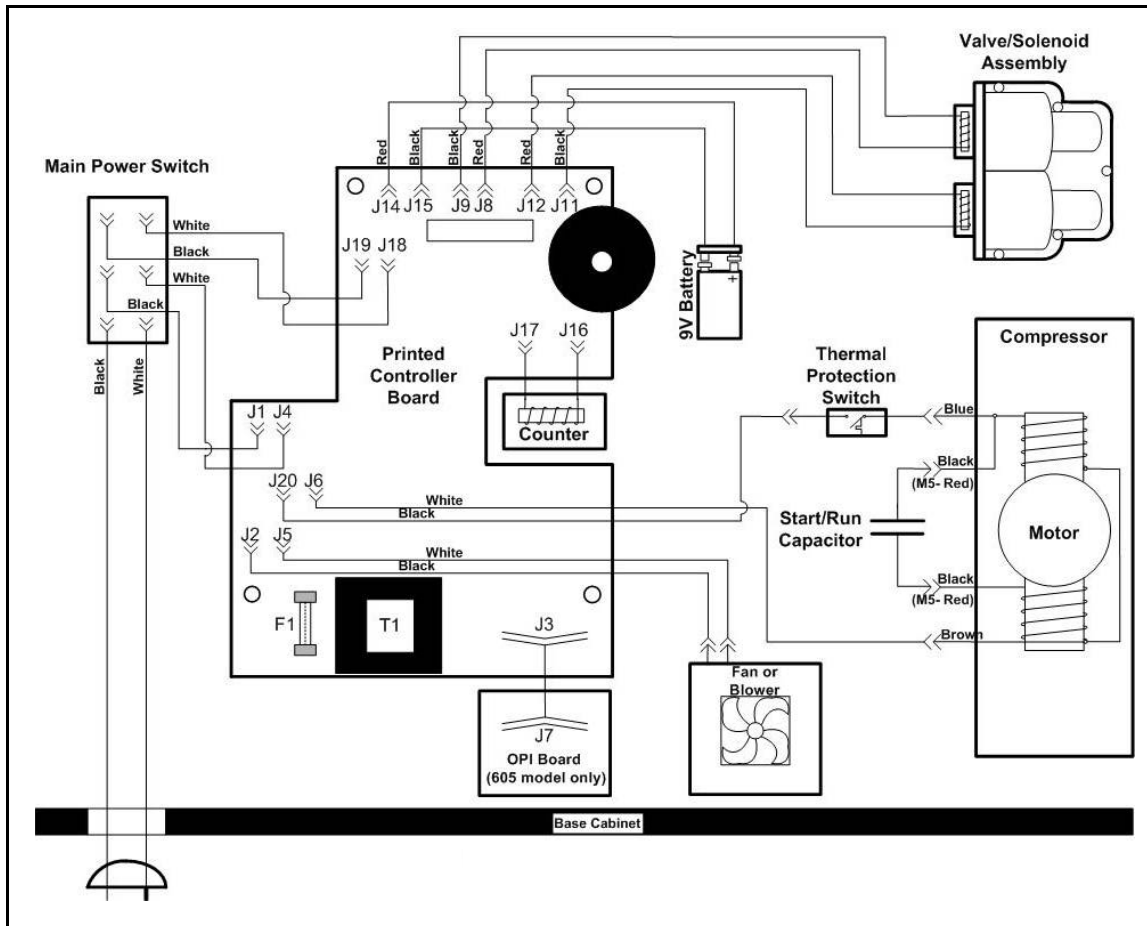 Valve/Solenoid
Assembly
Main Power Switch
Red
Black
Black
Red
Red
Black
J14
J15
J9
J8
J12
J11
White
Black
White
Black
J19
J18
9V Battery
+
Black
White
J17
J16
Printed
Controller
Board
Counter
Thermal
Protection
Switch
Compressor
J1
J4
Blue
Black
(M5- Red)
J20
J6
White
Black
Start/Run
Capacitor
Motor
J2
J5
White
Black
Black
(M5- Red)
Brown
F1
T1
J3
Fan or
Blower
J7
OPI Board
(605 model only)
Base Cabinet